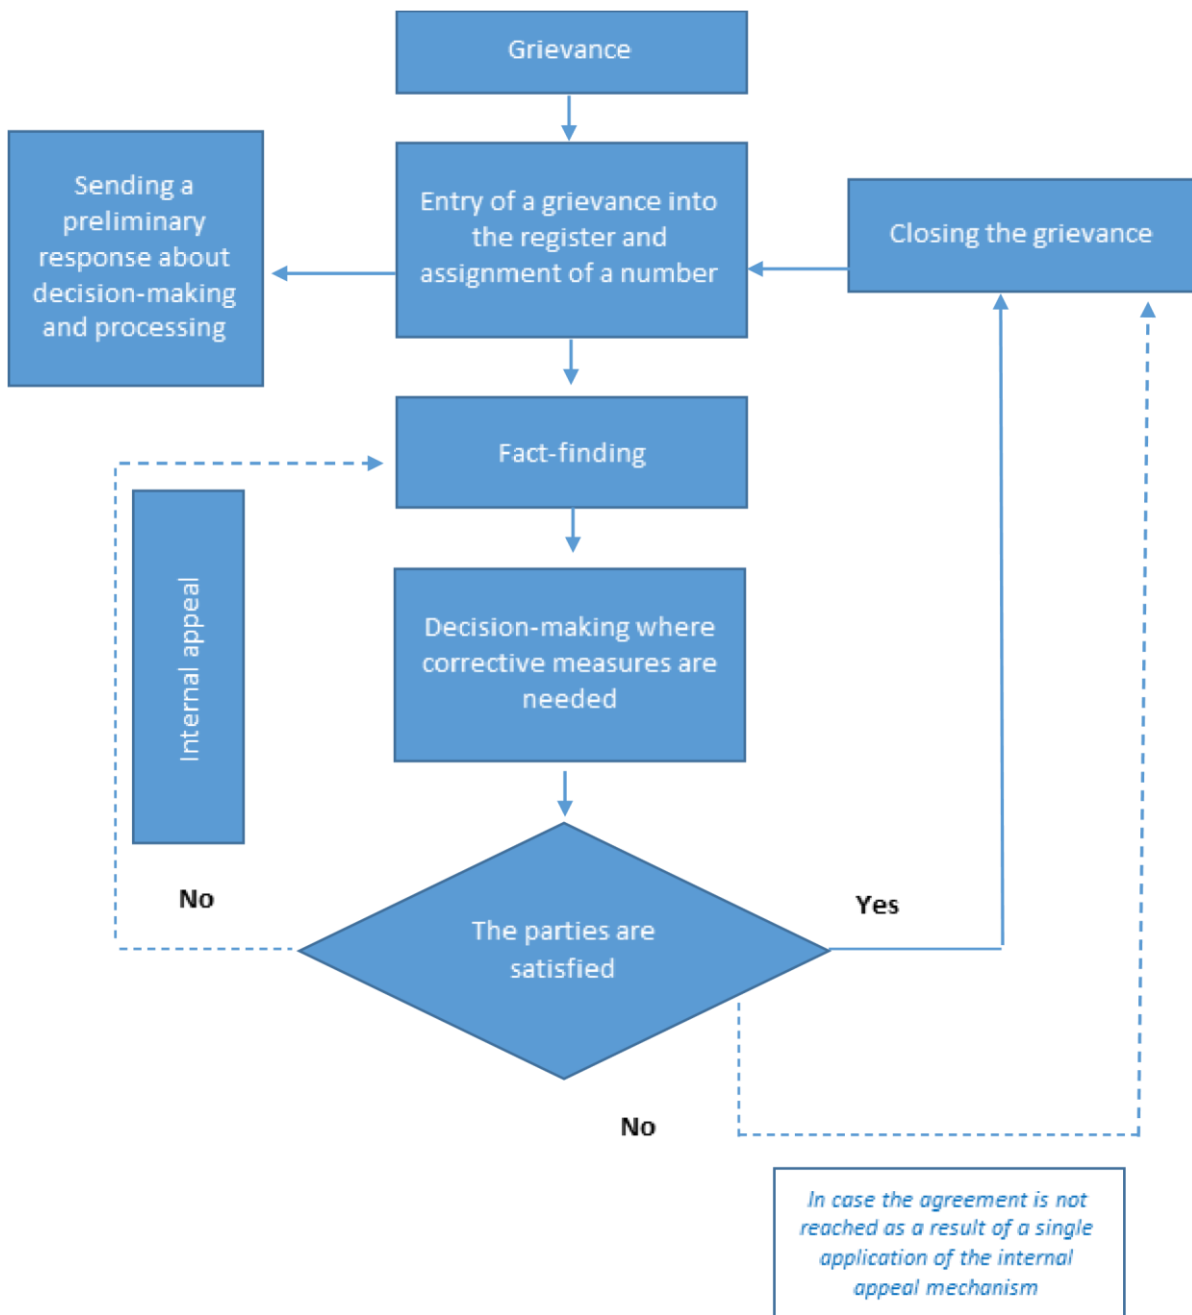 Grievance
Sending a
preliminary
response about
decision-making
and processing
Entry of a grievance into
the register and
assignment of a number
Closing the grievance
Fact-finding
Internal appeal
Decision-making where
corrective measures are
needed
No
Yes
The parties are
satisfied
No
In case the agreement is not
reached as a result of a single
application of the internal
appeal mechanism